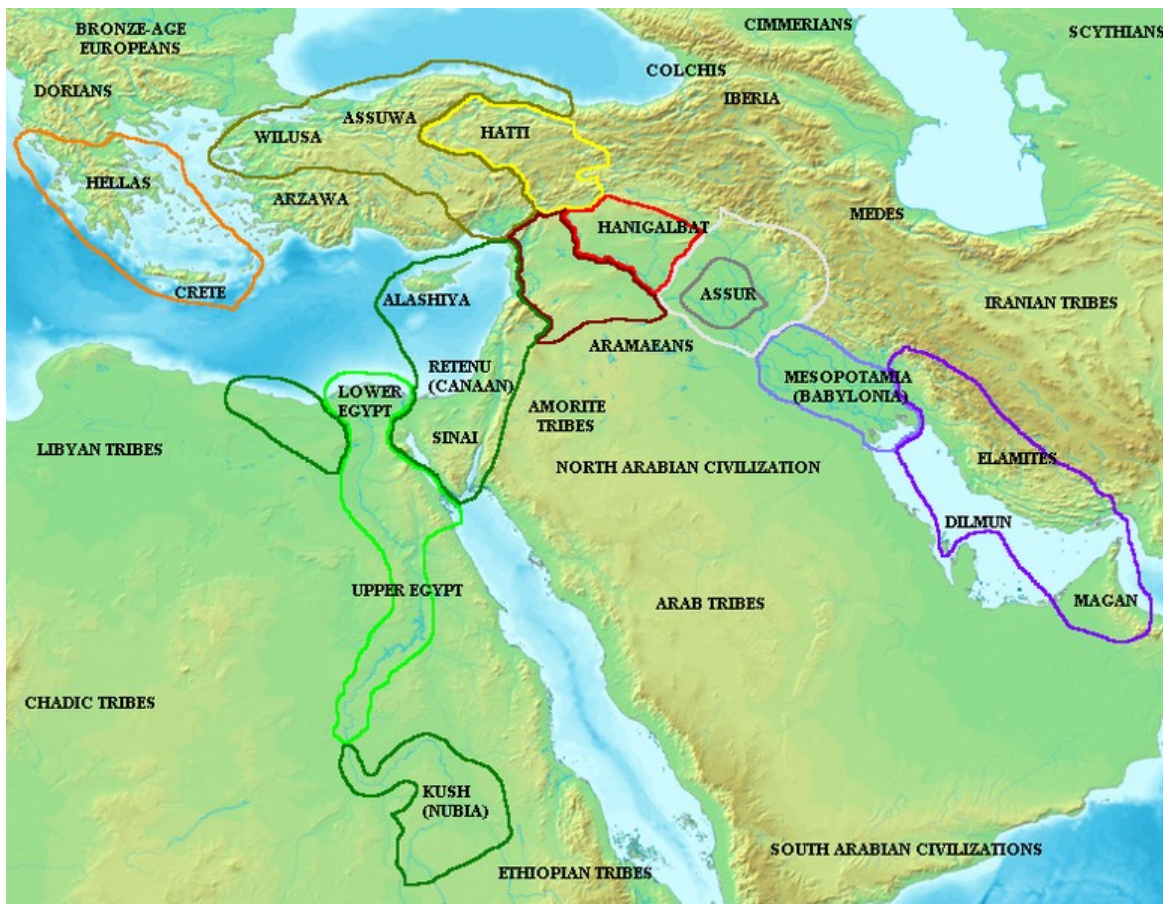 BRONZE-AGE
EUROPEANS
CIMMERIANS
SCYTHIANS
DORIANS
COLCHIS
IBERIA
ASSUWA
WILUSA
HATTI
HELLAS
ARZAWA
MEDES
HANIGALBAT
CRETE
ALASHIYA
ASSUR
IRANIAN TRIBES
ARAMAEANS
RETENU
(CANAAN)
MESOPOTAMIA
(BABYLONIA)
LOWER
EGYPT
AMORITE
TRIBES
SINAI
LIBYAN TRIBES
NORTH ARABIAN CIVILIZATION
ELAMITES
DILMUN
UPPER EGYPT
ARAB TRIBES
MAGAN
CHADIC TRIBES
KUSH
(NUBIA)
SOUTH ARABIAN CIVILIZATIONS
ETHIOPIAN TRIBES